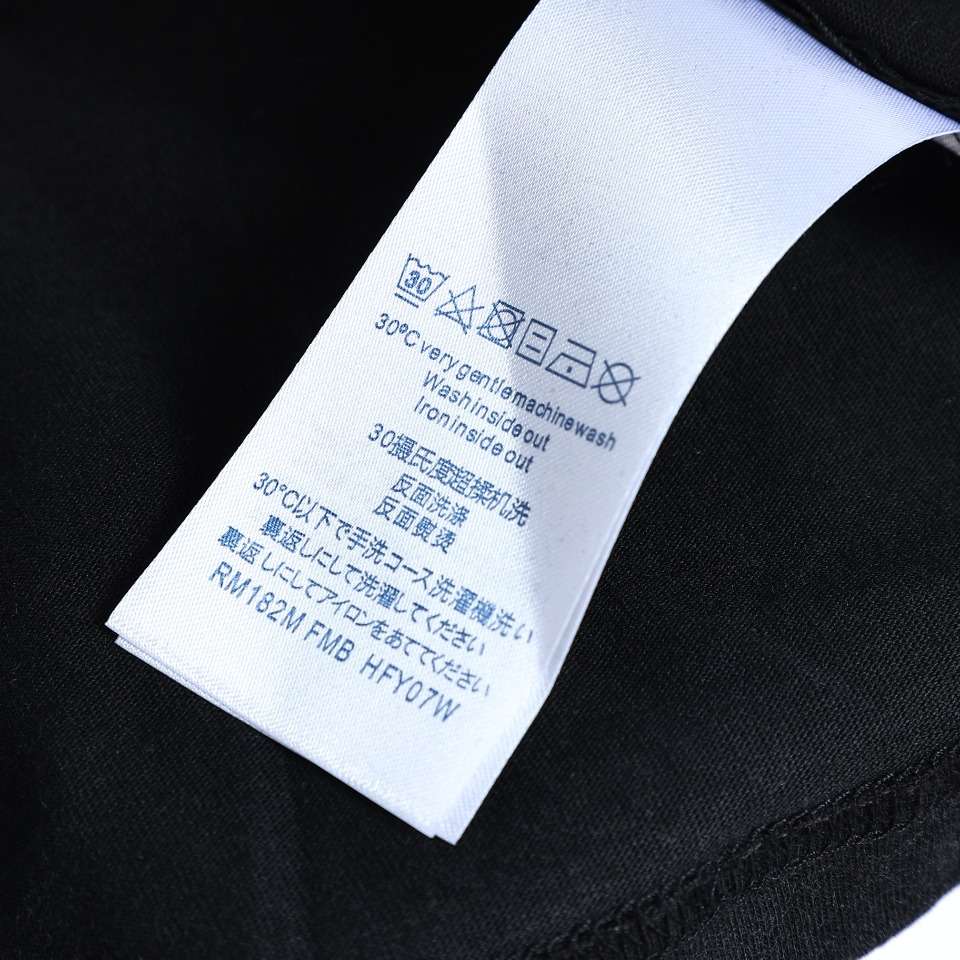 30
30°C very gentle machine wash
Wash inside out
Iron inside out
30摄氏度超揉机洗
反面洗涤
反面熨烫
30°C以下で手洗コース洗濯機洗い
裏返しにして洗濯してください
裏返しにしてアイロンをあててください
RM182M FMB HFY07W